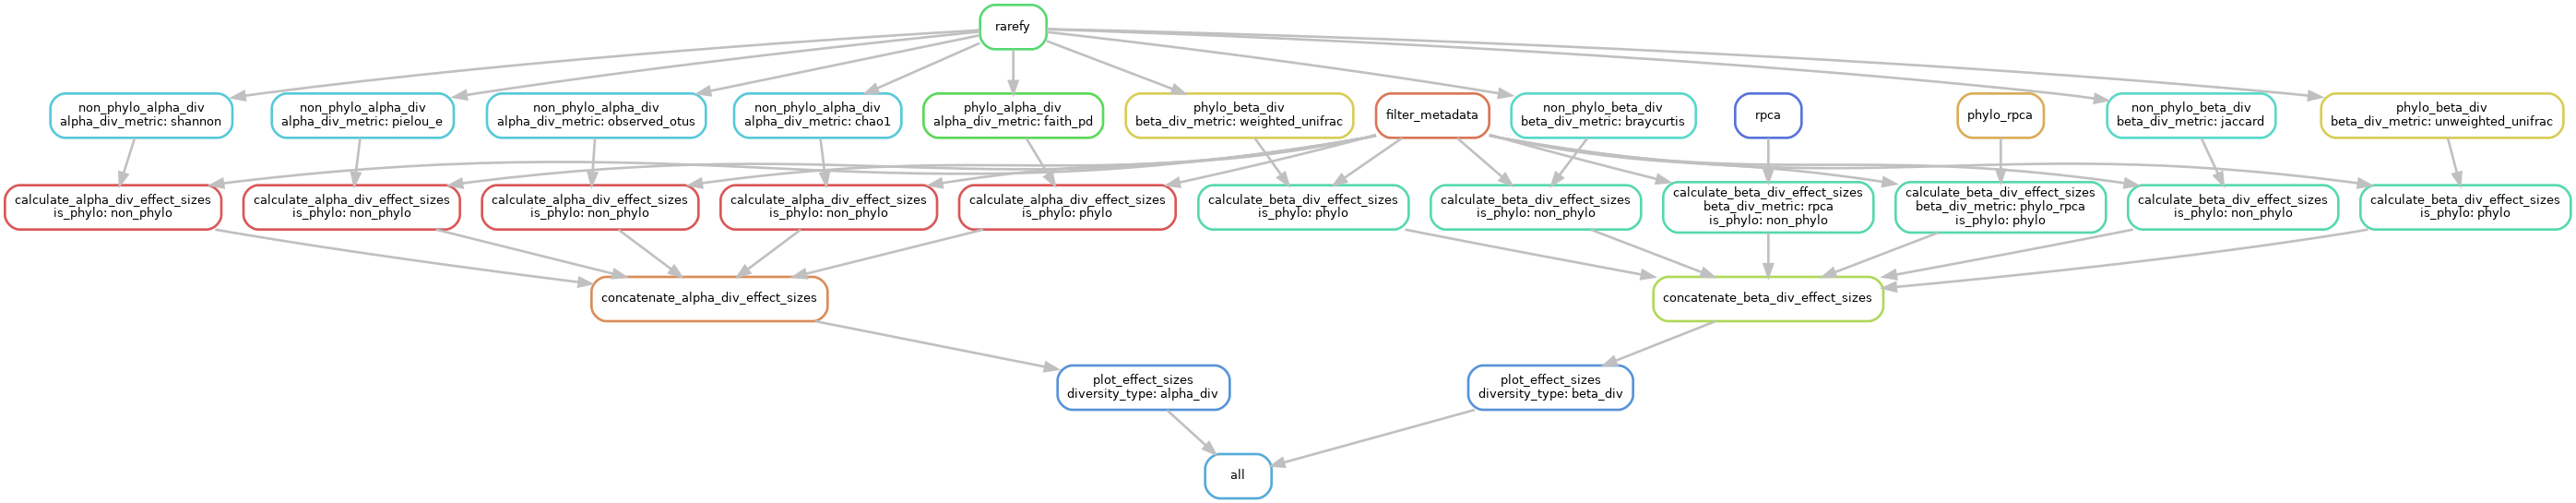 rarefy
non_phylo_alpha_div
alpha_div_metric: shannon
non_phylo_alpha_div
alpha_div_metric: pielou_e
non_phylo_alpha_div
alpha_div_metric: observed_otus
non_phylo_alpha_div
alpha_div_metric: chao1
phylo_alpha_div
alpha_div_metric: faith_pd
phylo_beta_div
beta_div_metric: weighted_unifrac
filter_metadata
non_phylo_beta_div
beta_div_metric: braycurtis
rpca
phylo_rpca
non_phylo_beta_div
beta_div_metric: jaccard
phylo_beta_div
beta_div_metric: unweighted_unifrac
calculate_alpha_div_effect_sizes
is_phylo: non_phylo
calculate_alpha_div_effect_sizes
is_phylo: non_phylo
calculate_alpha_div_effect_sizes
is_phylo: non_phylo
calculate_alpha_div_effect_sizes
is_phylo: non_phylo
calculate_alpha_div_effect_sizes
is_phylo: phylo
calculate_beta_div_effect_sizes
is_phylo: phylo
calculate_beta_div_effect_sizes
is_phylo: non_phylo
calculate_beta_div_effect_sizes
beta_div_metric: rpca
is_phylo: non_phylo
calculate_beta_div_effect_sizes
beta_div_metric: phylo_rpca
is_phylo: phylo
calculate_beta_div_effect_sizes
is_phylo: non_phylo
calculate_beta_div_effect_sizes
is_phylo: phylo
concatenate_alpha_div_effect_sizes
concatenate_beta_div_effect_sizes
plot_effect_sizes
diversity_type: alpha_div
plot_effect_sizes
diversity_type: beta_div
all